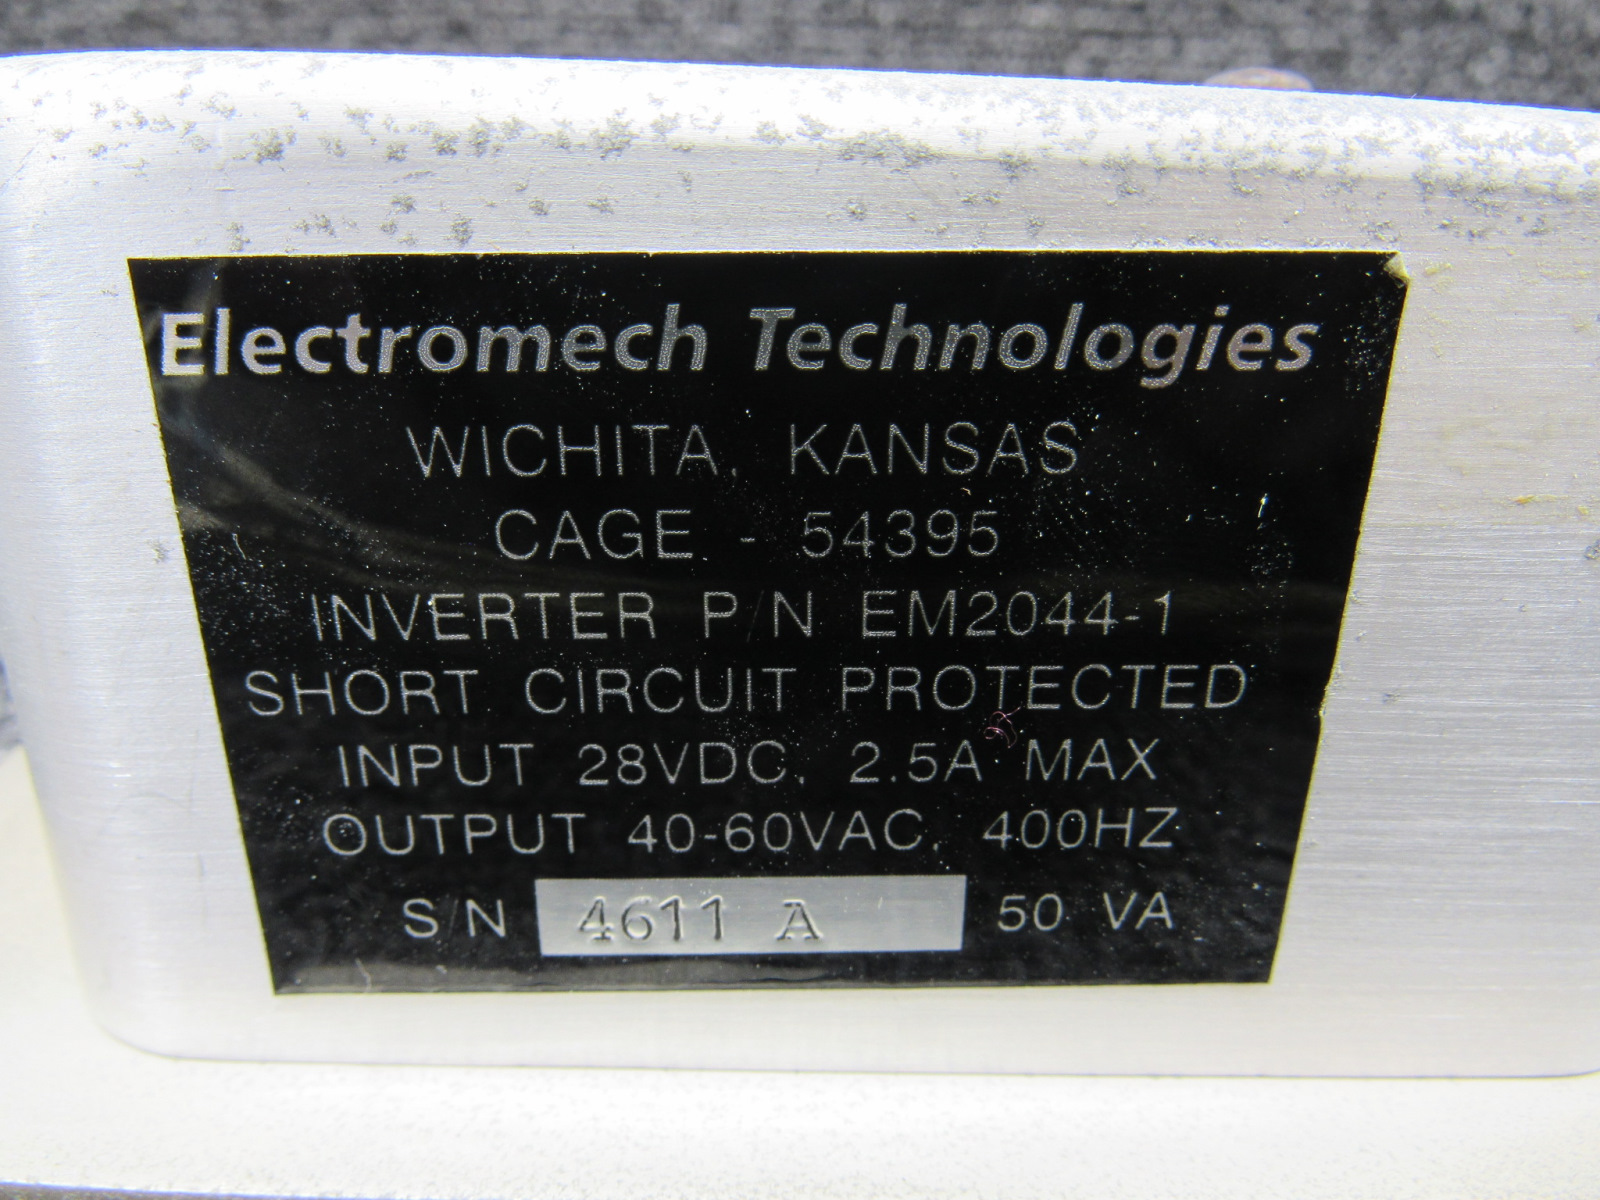 Electromech Technologies
WICHITA, KANSAS
CAGE - 54395
INVERTER P/N EM2044-1
SHORT CIRCUIT PROTECTED
INPUT 28VDC, 2.5A MAX
OUTPUT 40-60VAC, 400HZ
S/N 4611 A 50 VA